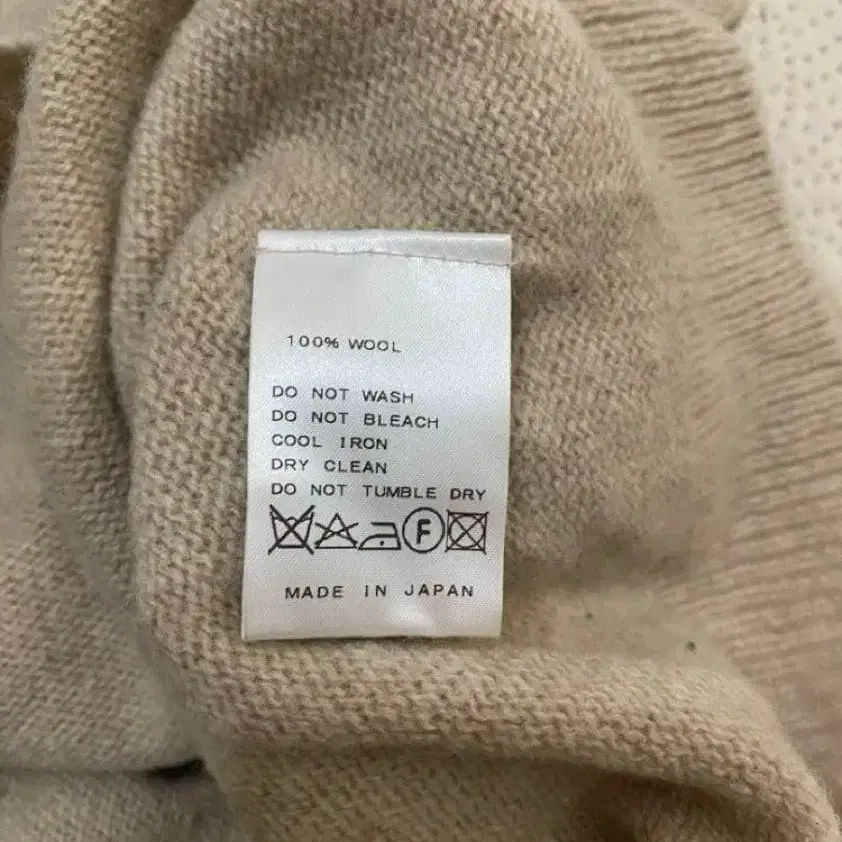 100% WOOL
DO NOT WASH
DO NOT BLEACH
COOL IRON
DRY CLEAN
DO NOT TUMBLE DRY
F
MADE IN JAPAN